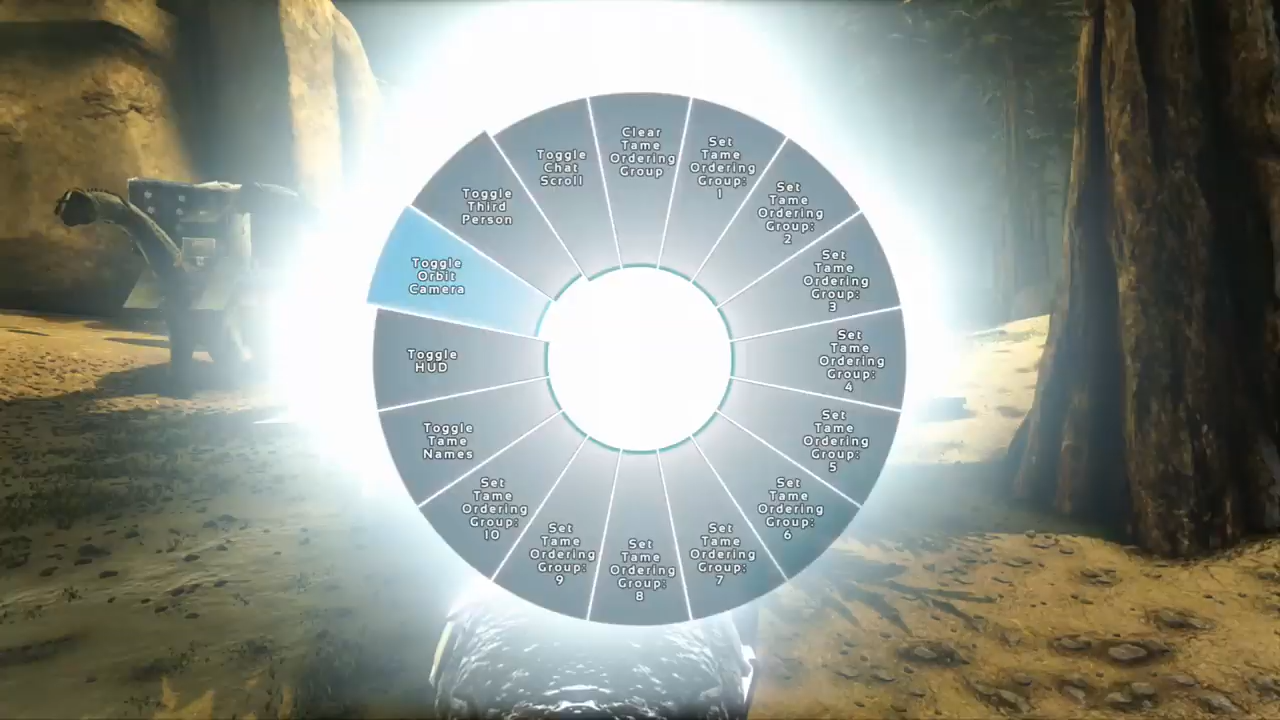 Clear
Tame
Ordering
Group
Set
Tame
Ordering
Group:
1
Set
Tame
Ordering
Group:
2
Set
Tame
Ordering
Group:
3
Set
Tame
Ordering
Group:
4
Set
Tame
Ordering
Group:
5
Set
Tame
Ordering
Group:
6
Set
Tame
Ordering
Group:
7
Set
Tame
Ordering
Group:
8
Set
Tame
Ordering
Group:
9
Set
Tame
Ordering
Group:
10
Toggle
Tame
Names
Toggle
HUD
Toggle
Orbit
Camera
Toggle
Third
Person
Toggle
Chat
Scroll